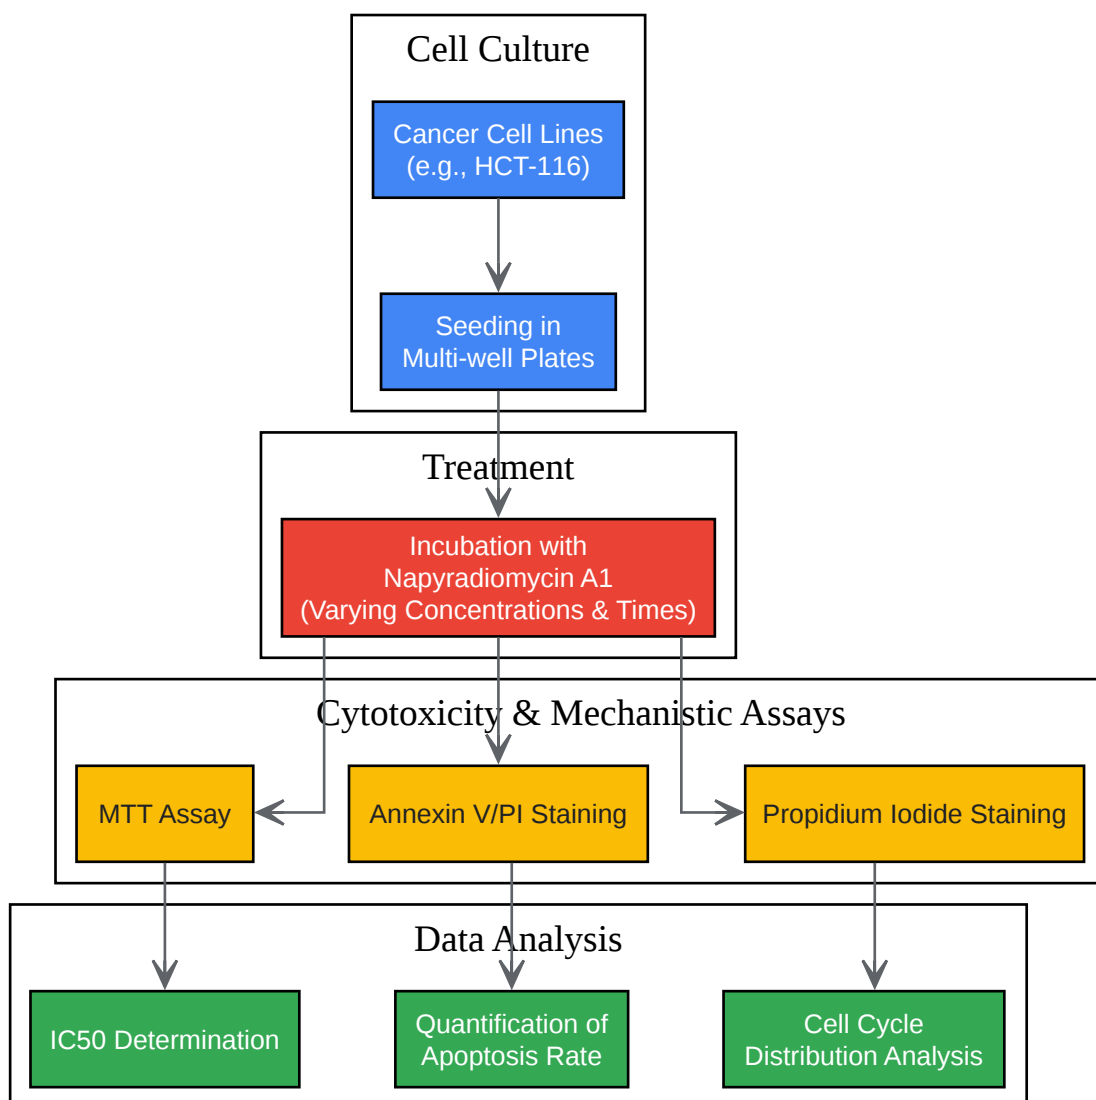 Cell Culture
Cancer Cell Lines
(e.g., HCT-116)
Seeding in
Multi-well Plates
Treatment
Incubation with
Napyradiomycin A1
(Varying Concentrations & Times)
Cytotoxicity & Mechanistic Assays
MTT Assay
Annexin V/PI Staining
Propidium Iodide Staining
Data Analysis
IC50 Determination
Quantification of
Apoptosis Rate
Cell Cycle
Distribution Analysis